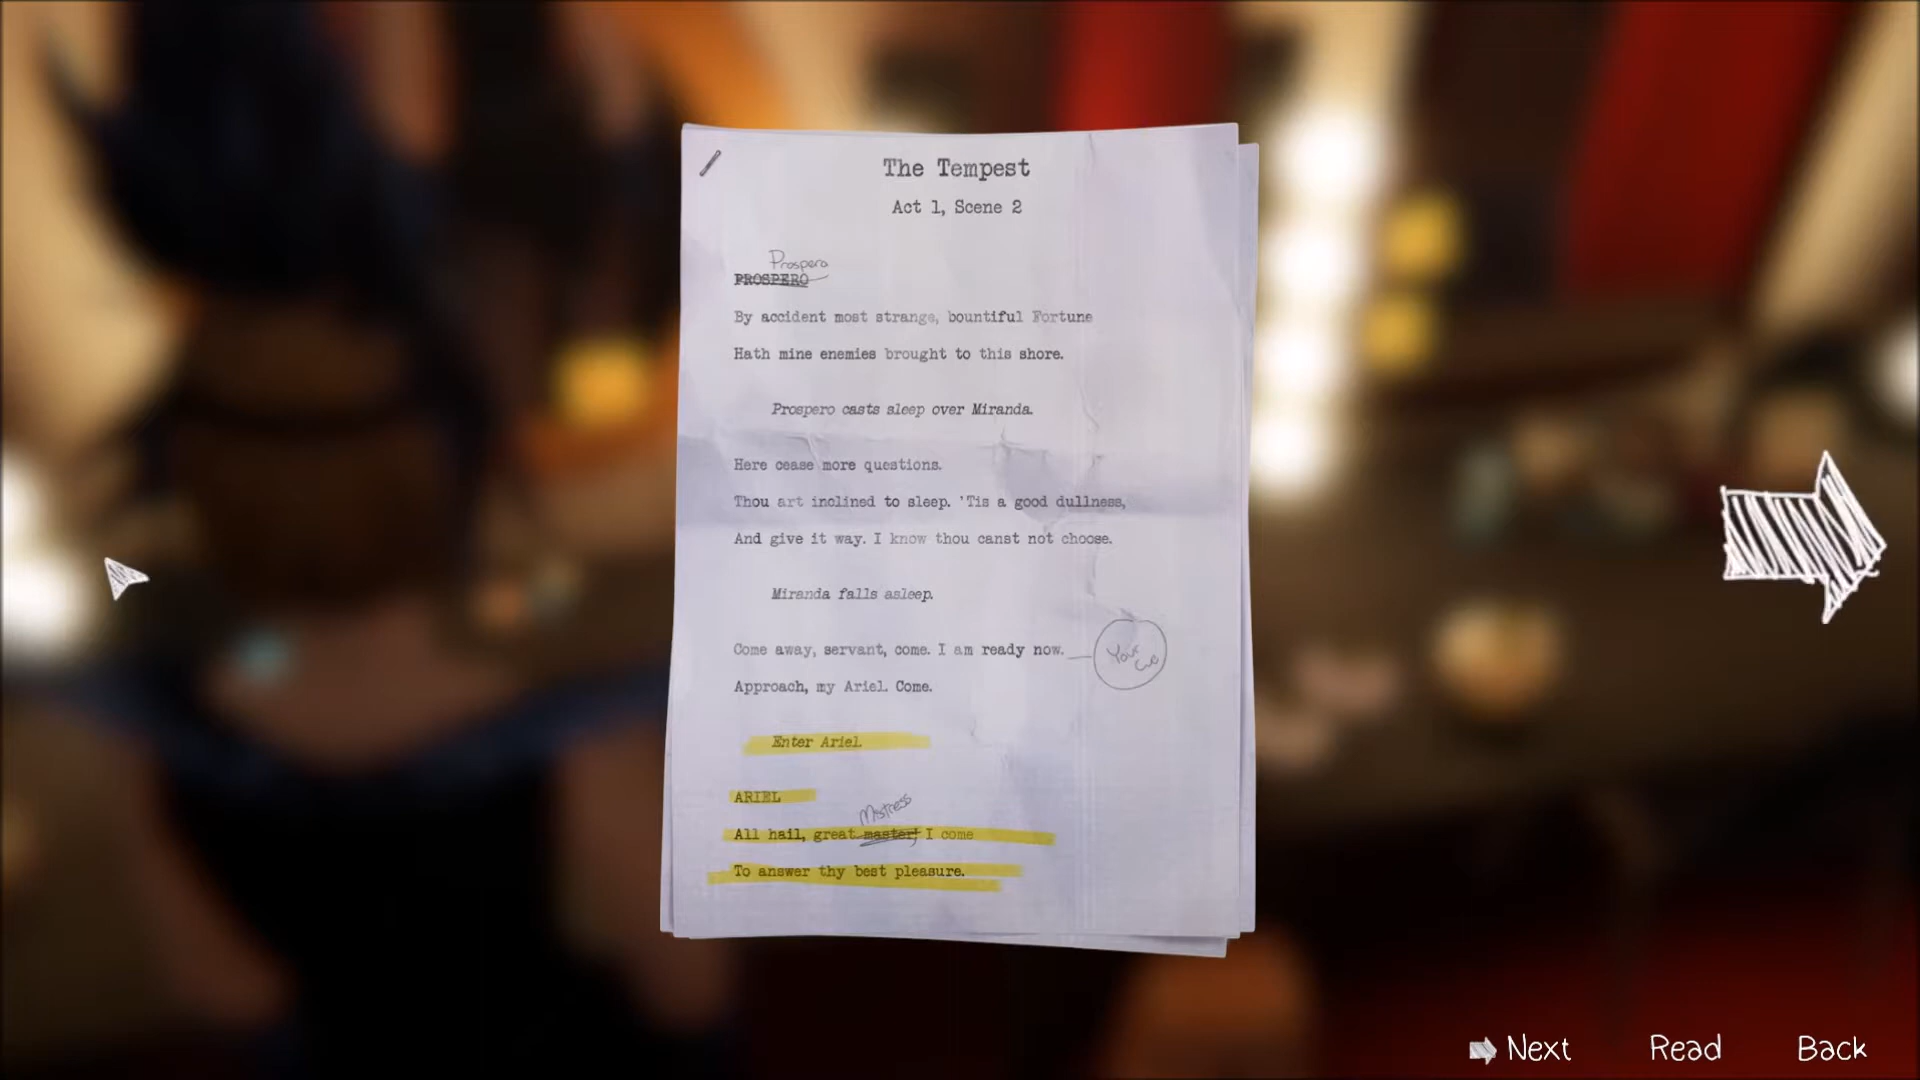 The Tempest
Act 1, Scene 2
Prospera
PROSPERO
By accident most strange, bountiful Fortune
Hath mine enemies brought to this shore.
Prospero casts sleep over Miranda.
Here cease more questions.
Thou art inclined to sleep. 'Tis a good dullness,
And give it way. I know thou canst not choose.
Miranda falls asleep.
Come away, servant, come. I am ready now.
Your
cue
Approach, my Ariel. Come.
Enter Ariel.
ARIEL
Mistress
All hail, great master, I come
To answer thy best pleasure.
Next Read Back